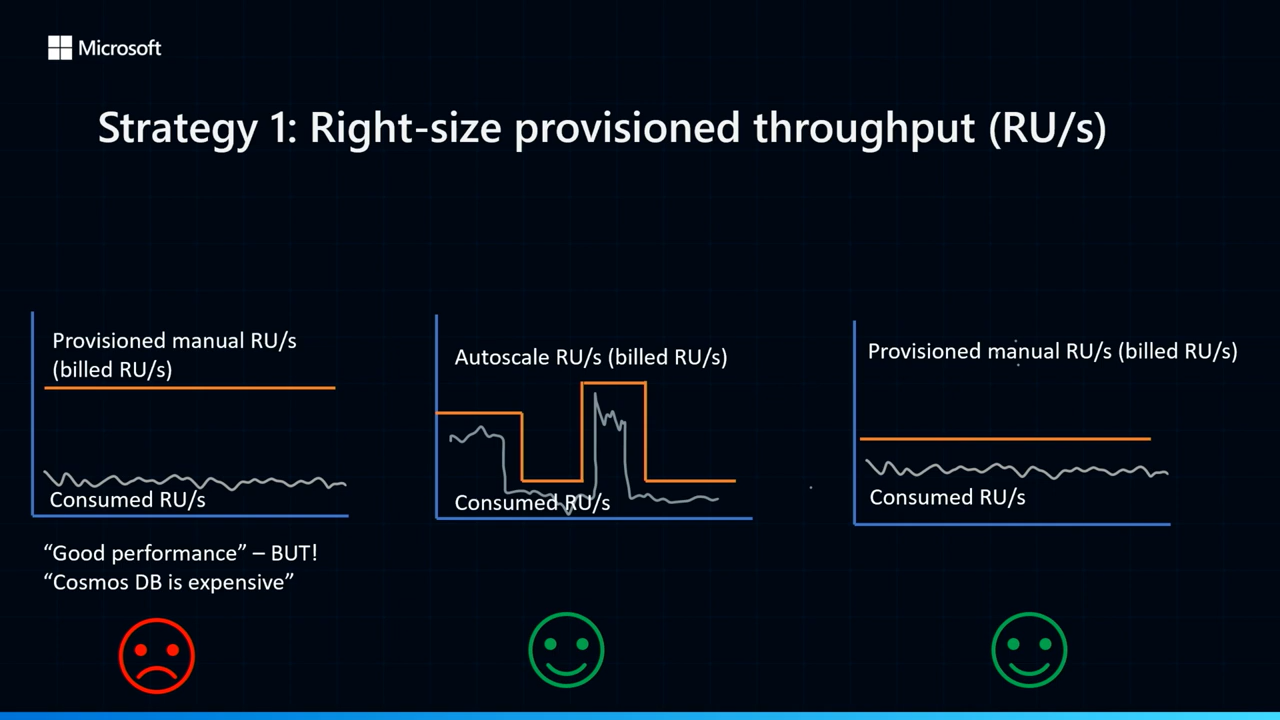 Microsoft
Strategy 1: Right-size provisioned throughput (RU/s)
Provisioned manual RU/s
(billed RU/s)
Consumed RU/s
“Good performance” – BUT!
“Cosmos DB is expensive”
Autoscale RU/s (billed RU/s)
Consumed RU/s
Provisioned manual RU/s (billed RU/s)
Consumed RU/s